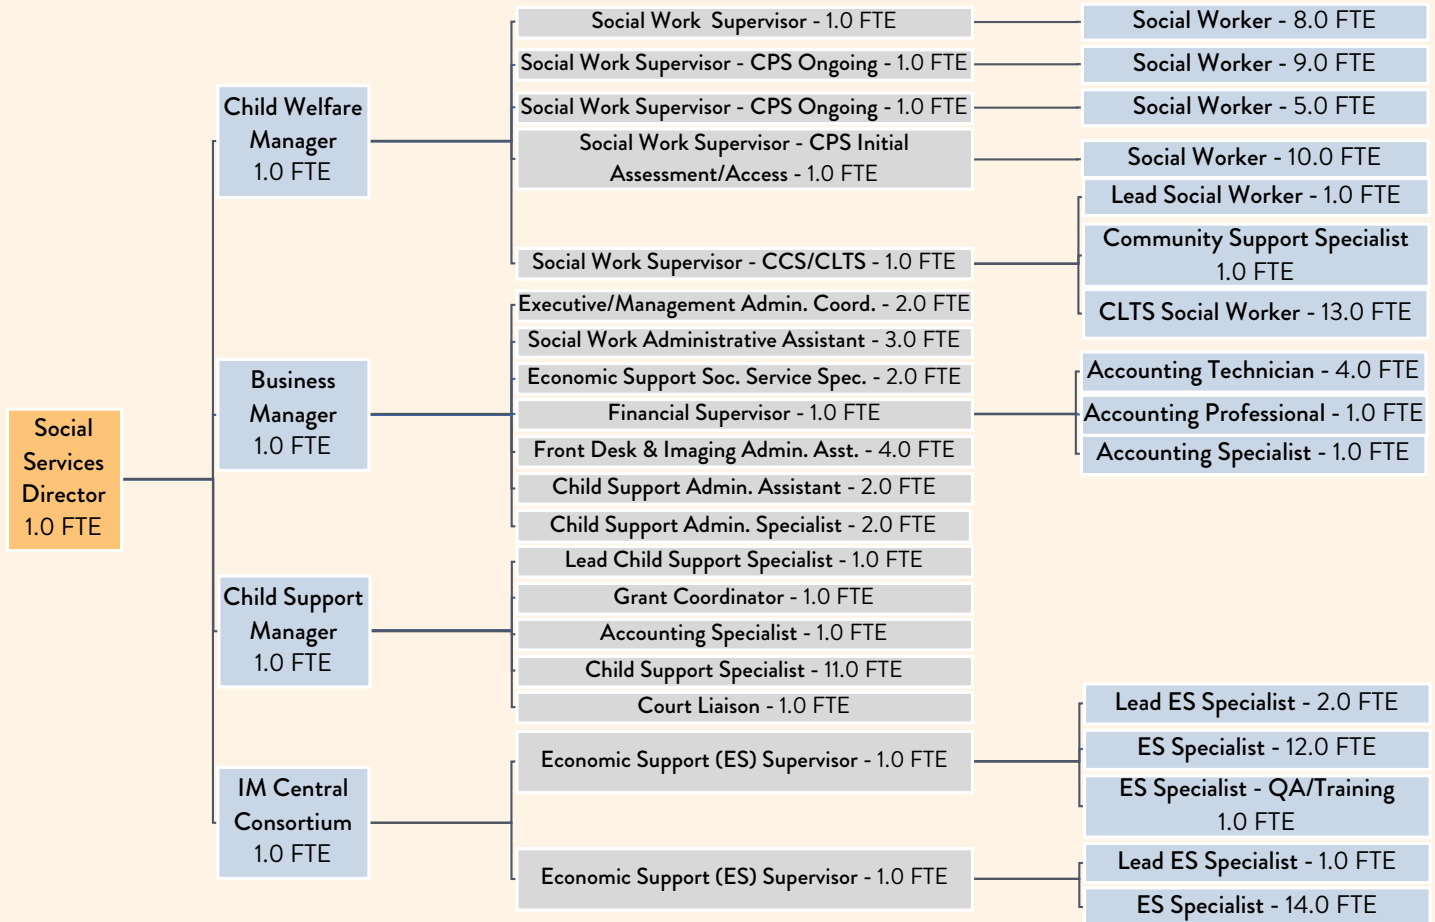 Social
Services
Director
1.0 FTE
Child Welfare
Manager
1.0 FTE
Social Work Supervisor - 1.0 FTE
Social Worker - 8.0 FTE
Social Work Supervisor - CPS Ongoing - 1.0 FTE
Social Worker - 9.0 FTE
Social Work Supervisor - CPS Ongoing - 1.0 FTE
Social Worker - 5.0 FTE
Social Work Supervisor - CPS Initial
Assessment/Access - 1.0 FTE
Social Worker - 10.0 FTE
Social Work Supervisor - CCS/CLTS - 1.0 FTE
Lead Social Worker - 1.0 FTE
Community Support Specialist
1.0 FTE
CLTS Social Worker - 13.0 FTE
Business
Manager
1.0 FTE
Executive/Management Admin. Coord. - 2.0 FTE
Social Work Administrative Assistant - 3.0 FTE
Economic Support Soc. Service Spec. - 2.0 FTE
Financial Supervisor - 1.0 FTE
Accounting Technician - 4.0 FTE
Accounting Professional - 1.0 FTE
Accounting Specialist - 1.0 FTE
Front Desk & Imaging Admin. Asst. - 4.0 FTE
Child Support Admin. Assistant - 2.0 FTE
Child Support Admin. Specialist - 2.0 FTE
Child Support
Manager
1.0 FTE
Lead Child Support Specialist - 1.0 FTE
Grant Coordinator - 1.0 FTE
Accounting Specialist - 1.0 FTE
Child Support Specialist - 11.0 FTE
Court Liaison - 1.0 FTE
IM Central
Consortium
1.0 FTE
Economic Support (ES) Supervisor - 1.0 FTE
Lead ES Specialist - 2.0 FTE
ES Specialist - 12.0 FTE
ES Specialist - QA/Training
1.0 FTE
Economic Support (ES) Supervisor - 1.0 FTE
Lead ES Specialist - 1.0 FTE
ES Specialist - 14.0 FTE